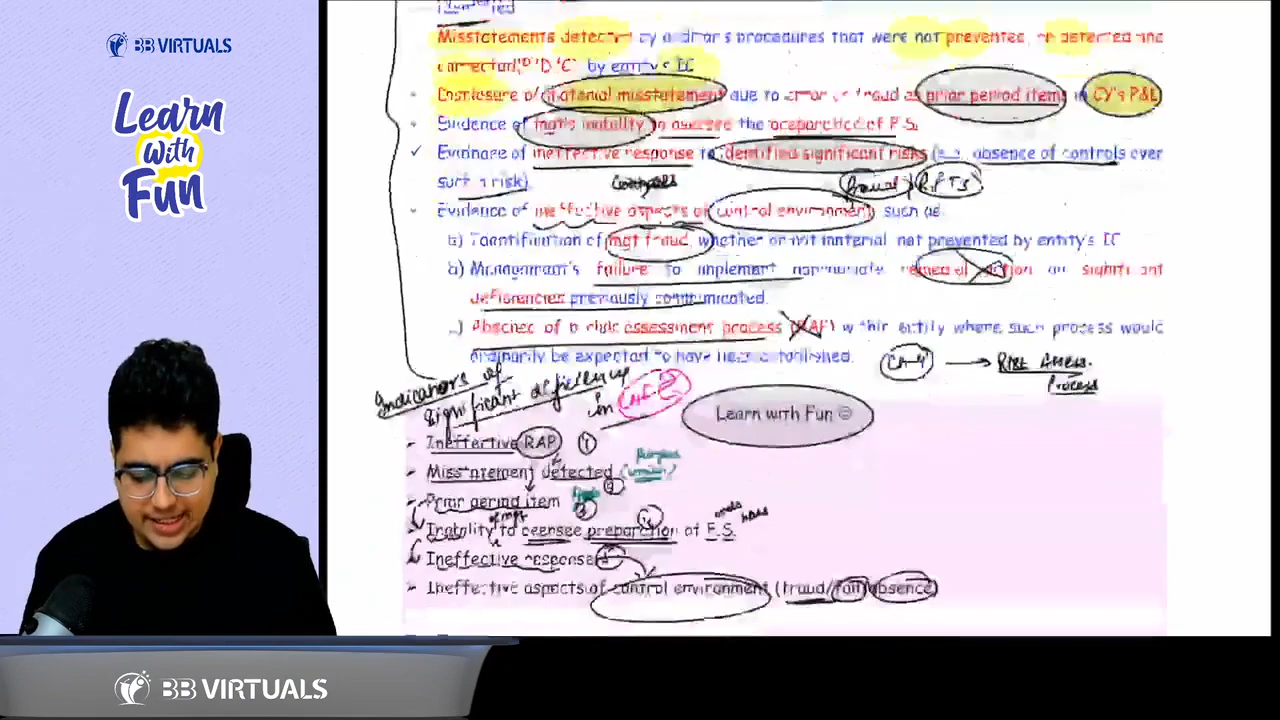 BB VIRTUALS
Learn
With
Fun
Misstatements detected by auditor's procedures that were not prevented, or detected and
corrected 'P' 'D' 'C' by entity's IC
Disclosure of material misstatement due to error or fraud as prior period items in CY's P&L
Evidence of mgt's inability to oversee the preparation of F.S.
✓ Evidence of ineffective response to identified significant risks (e.g. absence of controls over
such a risk).
Fraud RPTs
Evidence of ineffective aspects of control environment such as
a) Identification of mgt fraud, whether or not material not prevented by entity's IC
b) Management's failure to implement appropriate remedial action on significant
deficiencies previously communicated.
c) Absence of a risk assessment process (RAP) within entity where such process would
ordinarily be expected to have been established.
CH-4 → Risk Assess.
Process
Indicators of
significant deficiency
in
Learn with Fun ☺
➤ Ineffective RAP 1
➤ Misstatement detected
➤ Prior period item 3
➤ Inability to oversee preparation of F.S.
of mgt
➤ Ineffective response
➤ Ineffective aspects of control environment (fraud/fail/absence)
BB VIRTUALS